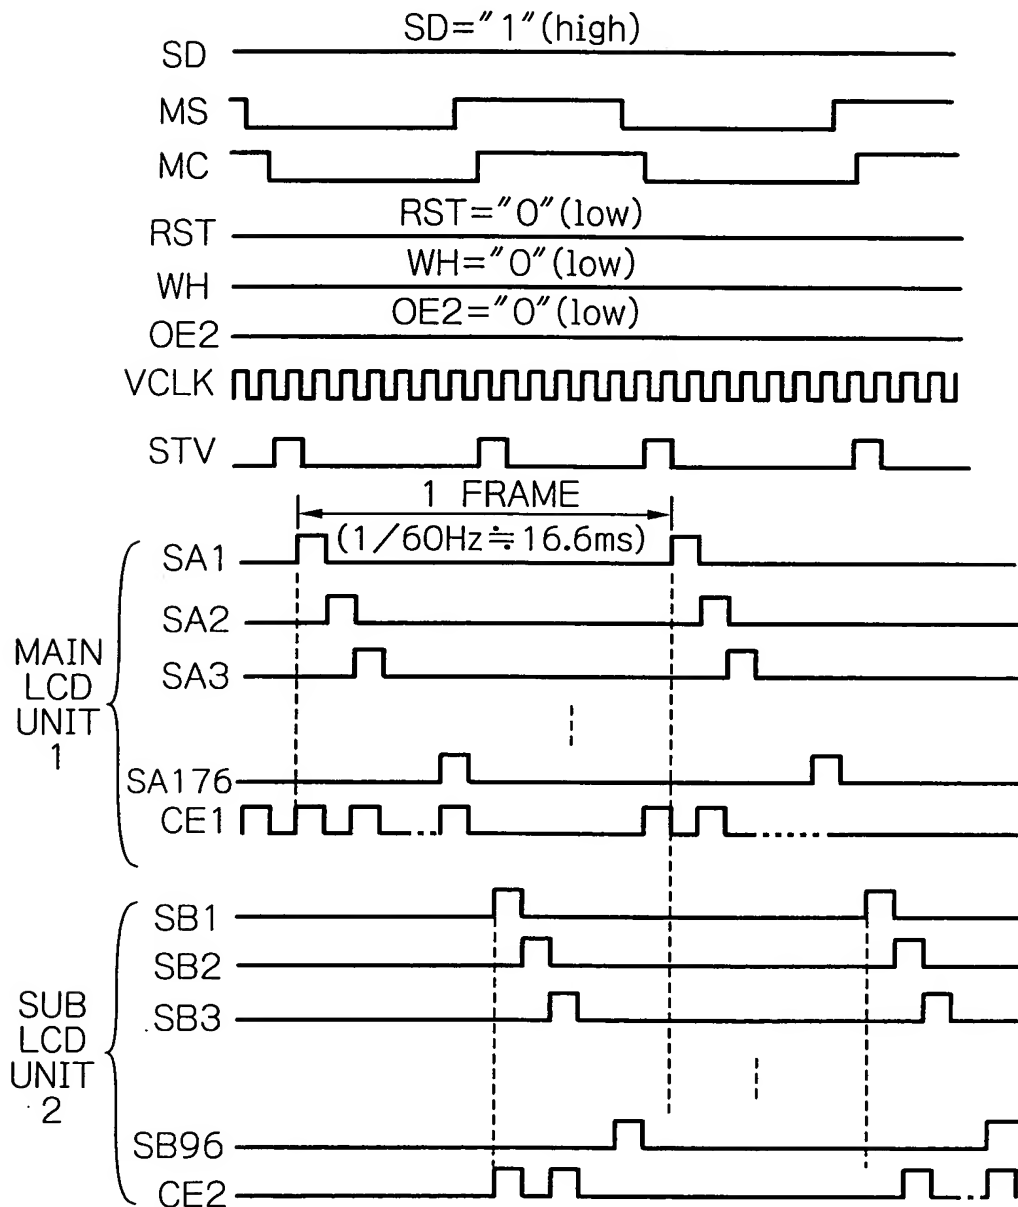 SD="1"(high)
SD
MS
MC
RST="0"(low)
RST
WH="0"(low)
WH
OE2="0"(low)
OE2
VCLK
STV
1 FRAME
(1/60Hz≒16.6ms)
SA1
SA2
SA3
MAIN
LCD
UNIT
1
SA176
CE1
SB1
SB2
SB3
SUB
LCD
UNIT
2
SB96
CE2